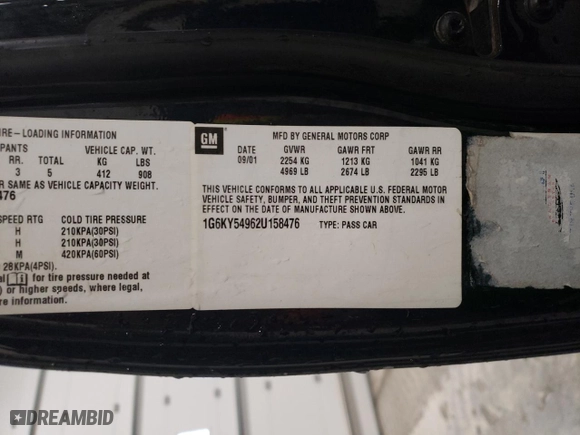 IRE-LOADING INFORMATION
PANTS VEHICLE CAP. WT.
RR. TOTAL KG LBS
3 5 412 908
R SAME AS VEHICLE CAPACITY WEIGHT.
476
SPEED RTG COLD TIRE PRESSURE
H 210KPA(30PSI)
H 210KPA(30PSI)
M 420KPA(60PSI)
28KPA(4PSI).
al for tire pressure needed at
) or higher speeds, where legal,
re information.
GM
MFD BY GENERAL MOTORS CORP
DATE GVWR GAWR FRT GAWR RR
09/01 2254 KG 1213 KG 1041 KG
4969 LB 2674 LB 2295 LB
THIS VEHICLE CONFORMS TO ALL APPLICABLE U.S. FEDERAL MOTOR
VEHICLE SAFETY, BUMPER, AND THEFT PREVENTION STANDARDS IN
EFFECT ON THE DATE OF MANUFACTURE SHOWN ABOVE.
1G6KY54962U158476 TYPE: PASS CAR
DREAMBID